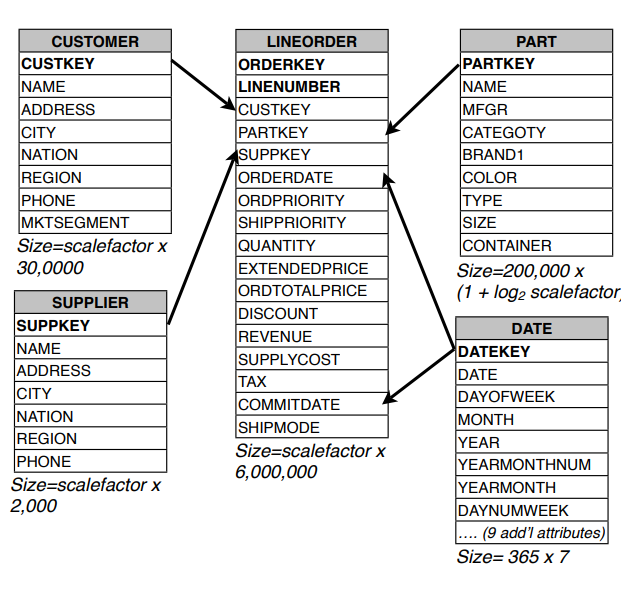 CUSTOMER
CUSTKEY
NAME
ADDRESS
CITY
NATION
REGION
PHONE
MKTSEGMENT
Size=scalefactor x
30,0000
SUPPLIER
SUPPKEY
NAME
ADDRESS
CITY
NATION
REGION
PHONE
Size=scalefactor x
2,000
LINEORDER
ORDERKEY
LINENUMBER
CUSTKEY
PARTKEY
SUPPKEY
ORDERDATE
ORDPRIORITY
SHIPPRIORITY
QUANTITY
EXTENDEDPRICE
ORDTOTALPRICE
DISCOUNT
REVENUE
SUPPLYCOST
TAX
COMMITDATE
SHIPMODE
Size=scalefactor x
6,000,000
PART
PARTKEY
NAME
MFGR
CATEGOTY
BRAND1
COLOR
TYPE
SIZE
CONTAINER
Size=200,000 x
(1 + log₂ scalefactor)
DATE
DATEKEY
DATE
DAYOFWEEK
MONTH
YEAR
YEARMONTHNUM
YEARMONTH
DAYNUMWEEK
.... (9 add'l attributes)
Size= 365 x 7